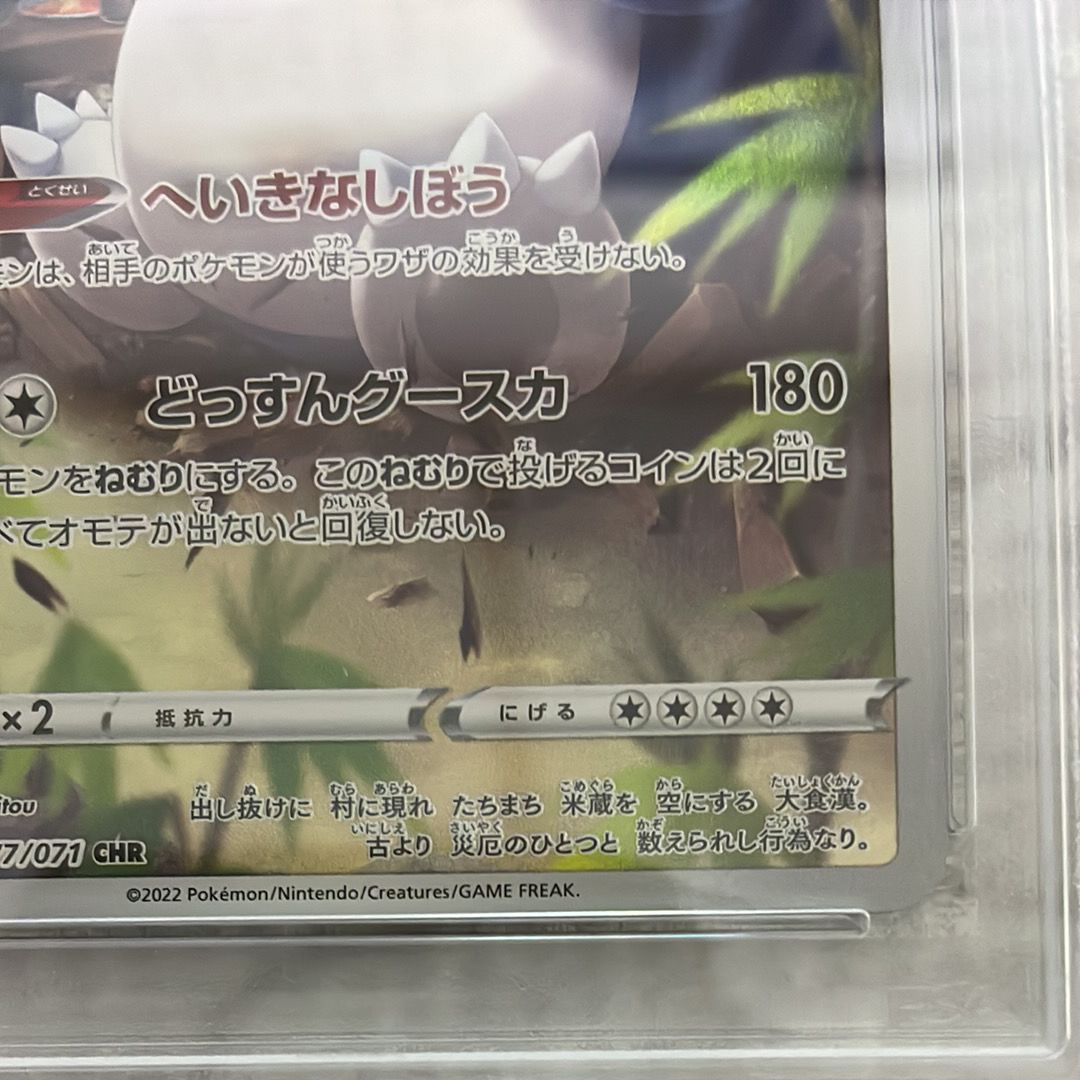 とくせい へいきなしぼう
モンは、相手のポケモンが使うワザの効果を受けない。
どっすんグースカ 180
モンをねむりにする。このねむりで投げるコインは2回に
べてオモテが出ないと回復しない。
×2 抵抗力 にげる
itou 出し抜けに 村に現れ たちまち 米蔵を 空にする 大食漢。
7/071 CHR 古より 災厄のひとつと 数えられし行為なり。
©2022 Pokémon/Nintendo/Creatures/GAME FREAK.